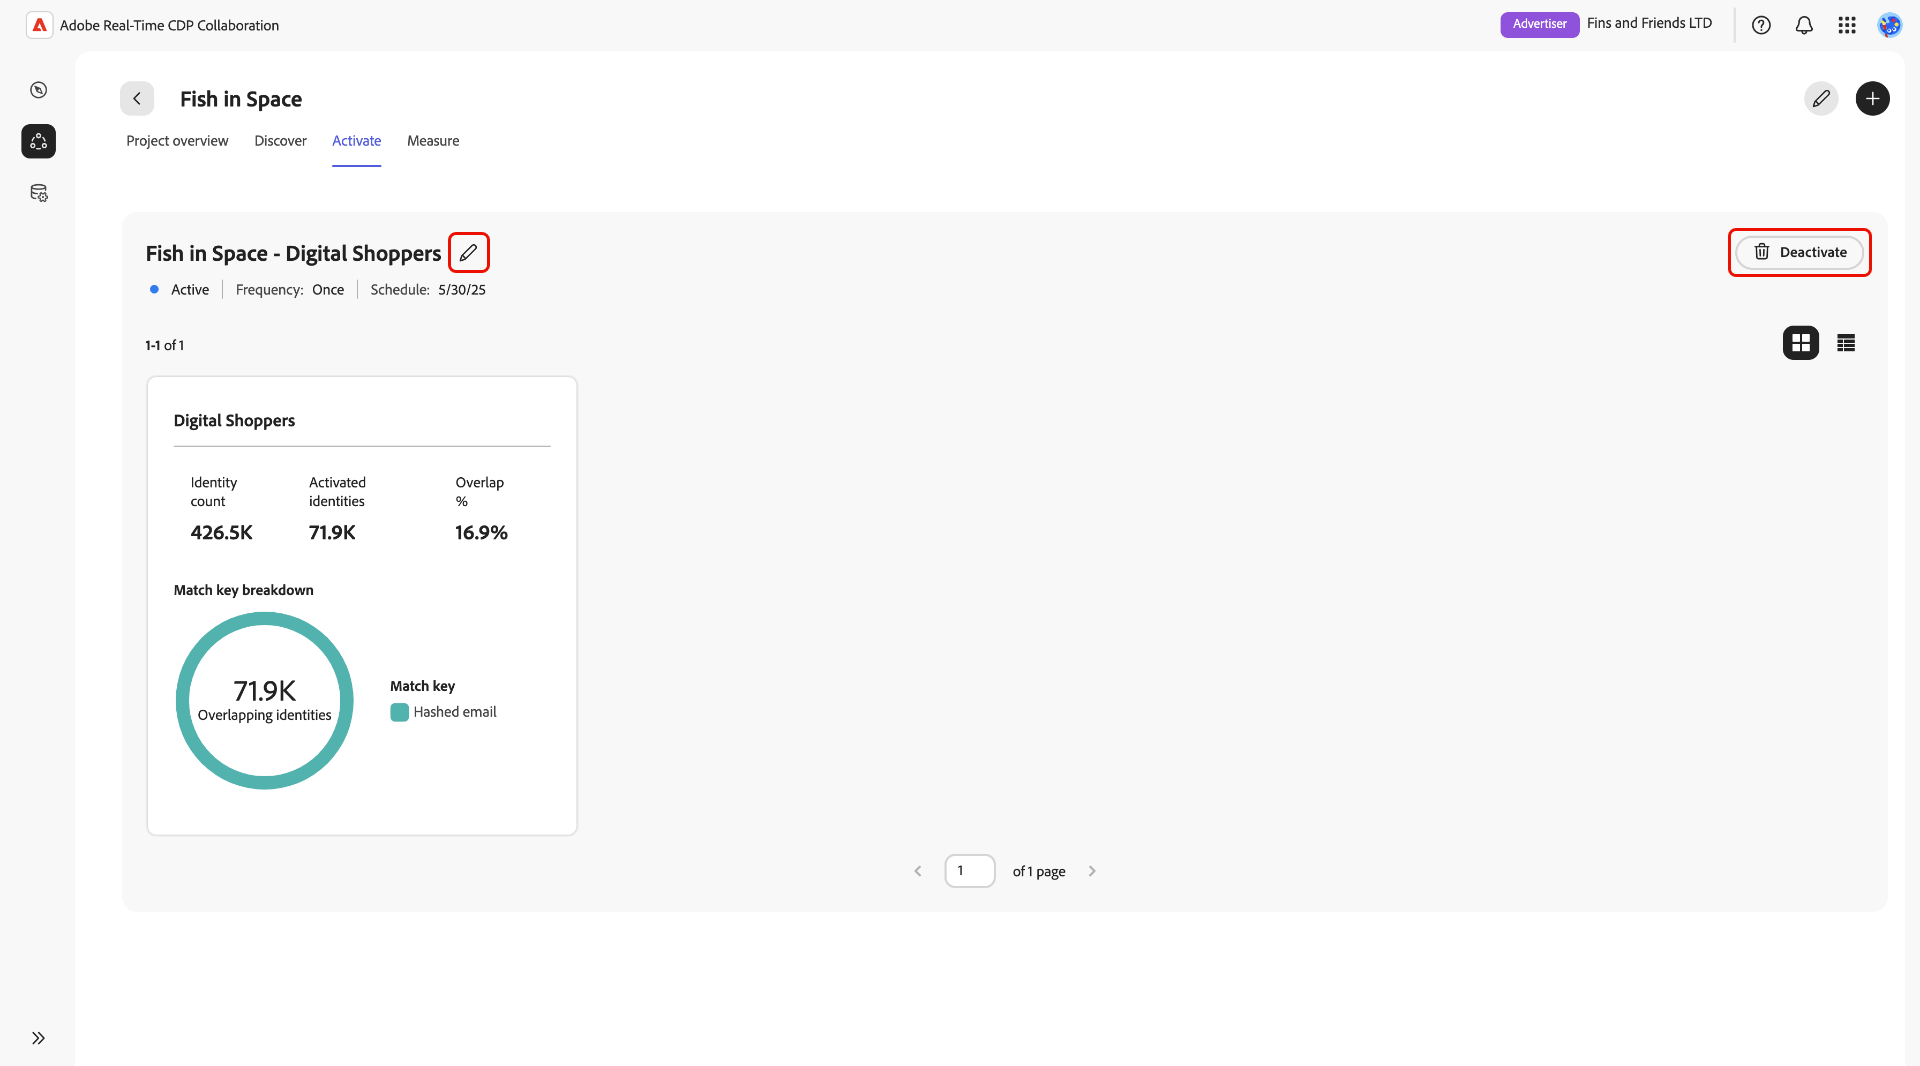 Adobe Real-Time CDP Collaboration
Advertiser
Fins and Friends LTD
Fish in Space
Project overview
Discover
Activate
Measure
Fish in Space - Digital Shoppers
Deactivate
Active
Frequency: Once
Schedule: 5/30/25
1-1 of 1
Digital Shoppers
Identity
count
426.5K
Activated
identities
71.9K
Overlap
%
16.9%
Match key breakdown
71.9K
Overlapping identities
Match key
Hashed email
1
of 1 page